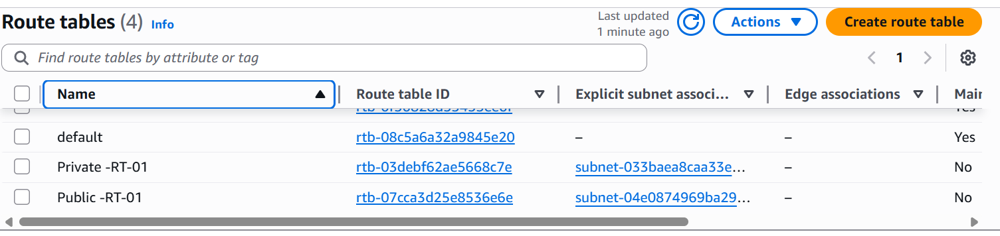 Route tables (4) Info
Last updated
1 minute ago
Actions
Create route table
Find route tables by attribute or tag
1
Name Route table ID Explicit subnet associ... Edge associations Main
Yes
default rtb-08c5a6a32a9845e20 – – Yes
Private -RT-01 rtb-03debf62ae5668c7e subnet-033baea8caa33e... – No
Public -RT-01 rtb-07cca3d25e8536e6e subnet-04e0874969ba29... – No